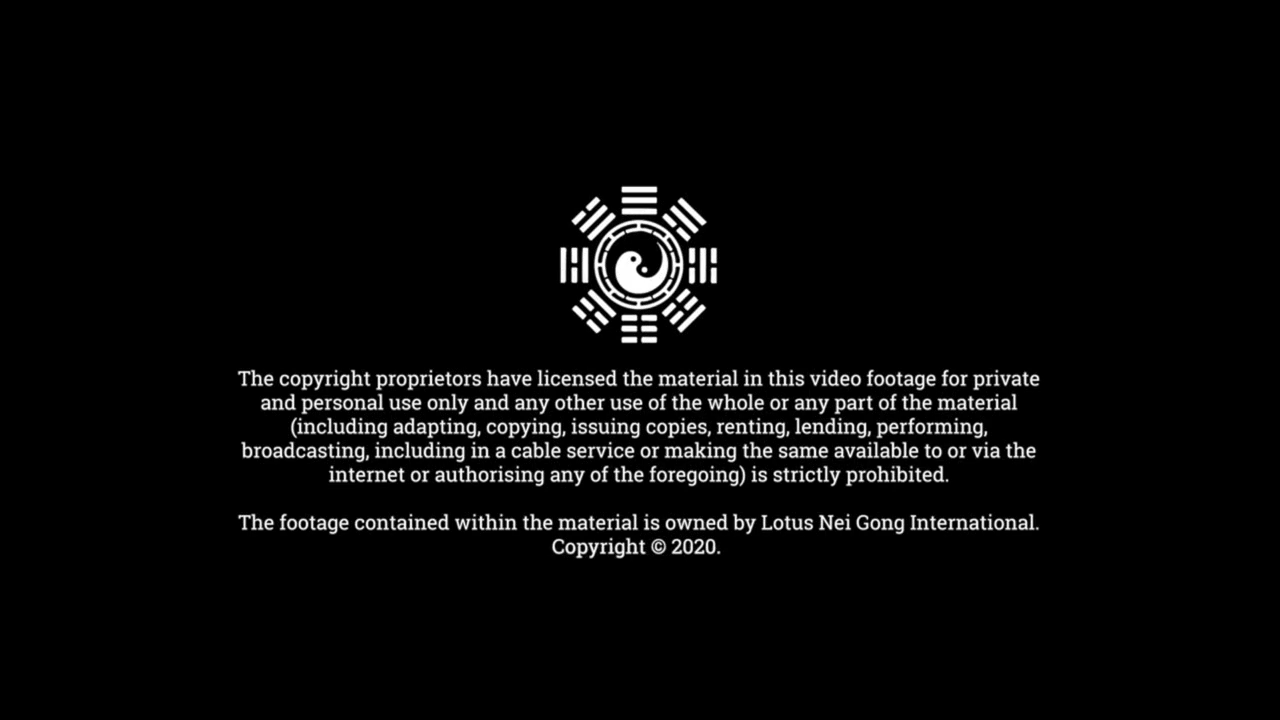 The copyright proprietors have licensed the material in this video footage for private
and personal use only and any other use of the whole or any part of the material
(including adapting, copying, issuing copies, renting, lending, performing,
broadcasting, including in a cable service or making the same available to or via the
internet or authorising any of the foregoing) is strictly prohibited.
The footage contained within the material is owned by Lotus Nei Gong International.
Copyright © 2020.